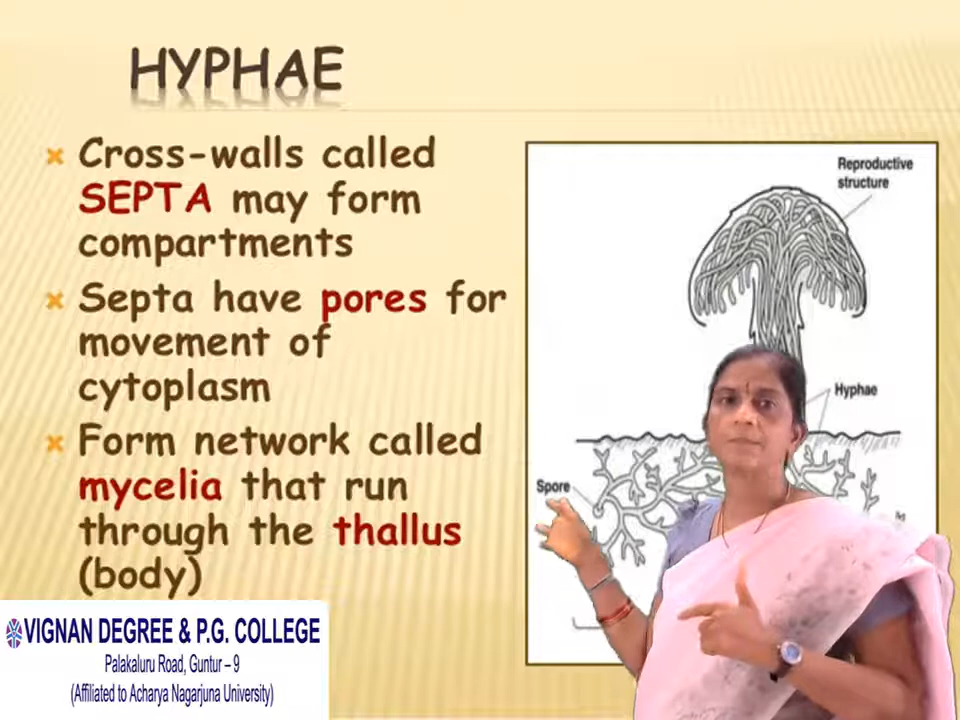 HYPHAE
Cross-walls called
SEPTA may form
compartments
Septa have pores for
movement of
cytoplasm
Form network called
mycelia that run
through the thallus
(body)
Reproductive
structure
Hyphae
Spore
VIGNAN DEGREE & P.G. COLLEGE
Palakaluru Road, Guntur – 9
(Affiliated to Acharya Nagarjuna University)